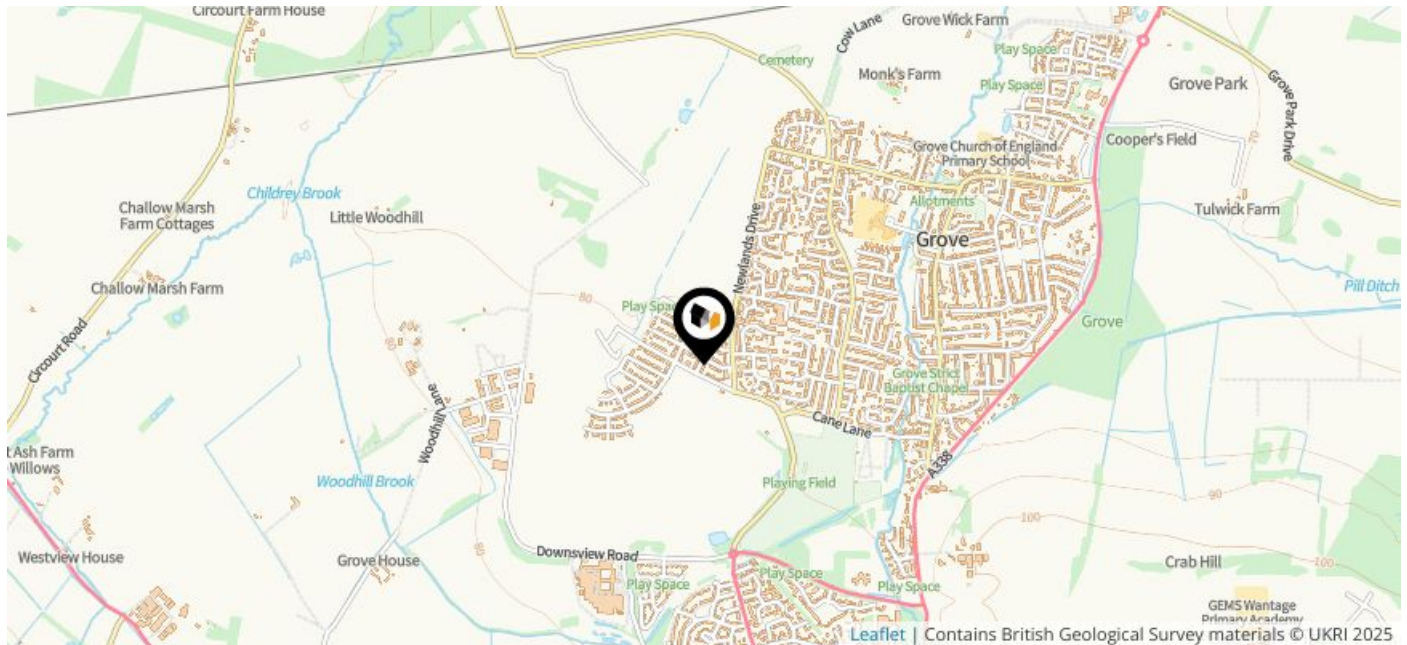 Circourt Farm House
Grove Wick Farm
Cow Lane
Play Space
Cemetery
Monk's Farm
Play Space
Grove Park
Grove Park Drive
70
Cooper's Field
Grove Church of England
Primary School
Childrey Brook
Challow Marsh
Farm Cottages
Little Woodhill
Newlands Drive
Allotments
Tulwick Farm
Grove
Challow Marsh Farm
80
Pill Ditch
Play Spa
Grove
Circourt Road
Grove Strict
Baptist Chapel
Woodhill Lane
Cane Lane
t Ash Farm
Willows
A338
Woodhill Brook
Playing Field
90
100
Westview House
Grove House
80
Downsview Road
Play Space
Play Space
Play Space
Crab Hill
100
GEMS Wantage
Primary Academy
Leaflet | Contains British Geological Survey materials © UKRI 2025